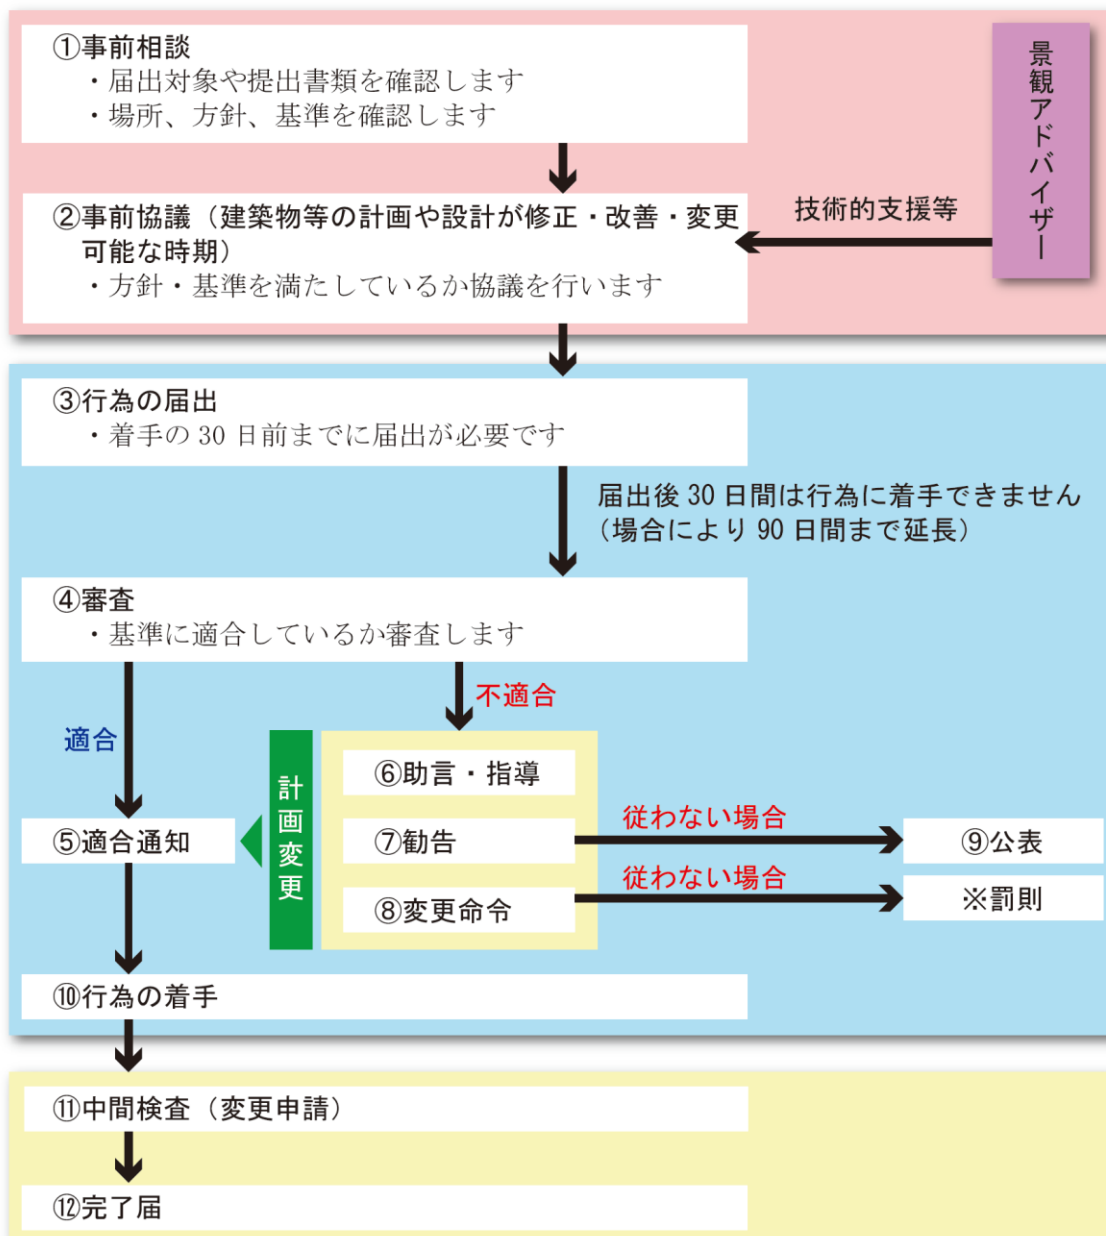 ①事前相談
・届出対象や提出書類を確認します
・場所、方針、基準を確認します
景観アドバイザー
②事前協議（建築物等の計画や設計が修正・改善・変更
可能な時期）
・方針・基準を満たしているか協議を行います
技術的支援等
③行為の届出
・着手の 30 日前までに届出が必要です
届出後 30 日間は行為に着手できません
（場合により 90 日間まで延長）
④審査
・基準に適合しているか審査します
適合
不適合
計画変更
⑤適合通知
⑥助言・指導
⑦勧告
従わない場合
⑨公表
⑧変更命令
従わない場合
※罰則
⑩行為の着手
⑪中間検査（変更申請）
⑫完了届